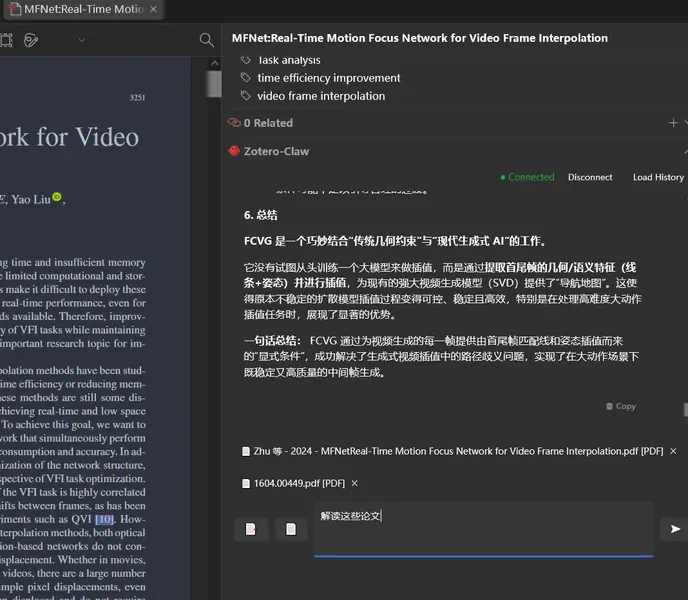 MFNet:Real-Time Motion
3251
ork for Video
E, Yao Liu
ng time and insufficient memory
e limited computational and stor-
s make it difficult to deploy these
real-time performance, even for
ds available. Therefore, improv-
y of VFI tasks while maintaining
important research topic for im-
polation methods have been stud-
ime efficiency or reducing mem-
hese methods are still some dis-
chieving real-time and low space
To achieve this goal, we want to
work that simultaneously perform
consumption and accuracy. In ad-
nization of the network structure,
spective of VFI task optimization.
f the VFI task is highly correlated
hifts between frames, as has been
riments such as QVI [10]. How-
terpolation methods, both optical
ion-based networks do not con-
isplacement. Whether in movies,
videos, there are a large number
mple pixel displacements, even
MFNet:Real-Time Motion Focus Network for Video Frame Interpolation
Task analysis
time efficiency improvement
video frame interpolation
0 Related
Zotero-Claw
Connected Disconnect Load History
6. 总结
FCVG 是一个巧妙结合“传统几何约束”与“现代生成式 AI”的工作。
它没有试图从头训练一个大模型来做插值，而是通过提取首尾帧的几何/语义特征（线
条+姿态）并进行插值，为现有的强大视频生成模型（SVD）提供了“导航地图”。这使
得原本不稳定的扩散模型插值过程变得可控、稳定且高效，特别是在处理高难度大动作
插值任务时，展现了显著的优势。
一句话总结： FCVG 通过为视频生成的每一帧提供由首尾帧匹配线和姿态插值而来
的“显式条件”，成功解决了生成式视频插值中的路径歧义问题，实现了在大动作场景下
既稳定又高质量的中间帧生成。
Copy
Zhu 等 - 2024 - MFNetReal-Time Motion Focus Network for Video Frame Interpolation.pdf [PDF]
1604.00449.pdf [PDF]
解读这些论文